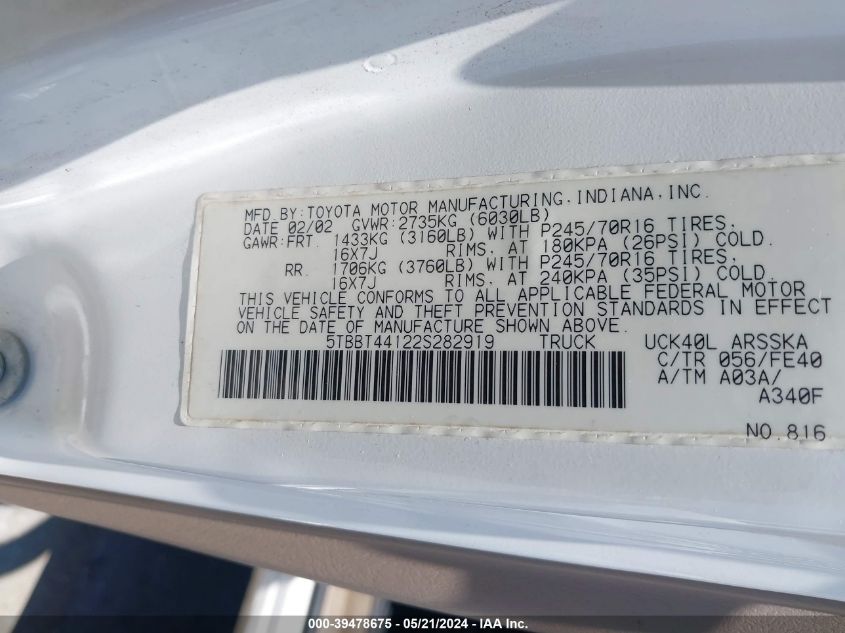 MFD BY:TOYOTA MOTOR MANUFACTURING, INDIANA, INC.
DATE 02/02 GVWR:2735KG (6030LB)
GAWR:FRT. 1433KG (3160LB) WITH P245/70R16 TIRES.
16X7J RIMS. AT 180KPA (26PSI) COLD.
RR. 1706KG (3760LB) WITH P245/70R16 TIRES.
16X7J RIMS. AT 240KPA (35PSI) COLD.
THIS VEHICLE CONFORMS TO ALL APPLICABLE FEDERAL MOTOR
VEHICLE SAFETY AND THEFT PREVENTION STANDARDS IN EFFECT
ON THE DATE OF MANUFACTURE SHOWN ABOVE.
5TBBT44122S282919 TRUCK
UCK40L ARSSKA
C/TR 056/FE40
A/TM A03A/
A340F
NO.816
000-39478675 / 05/21/2024 / IAAI.COM.